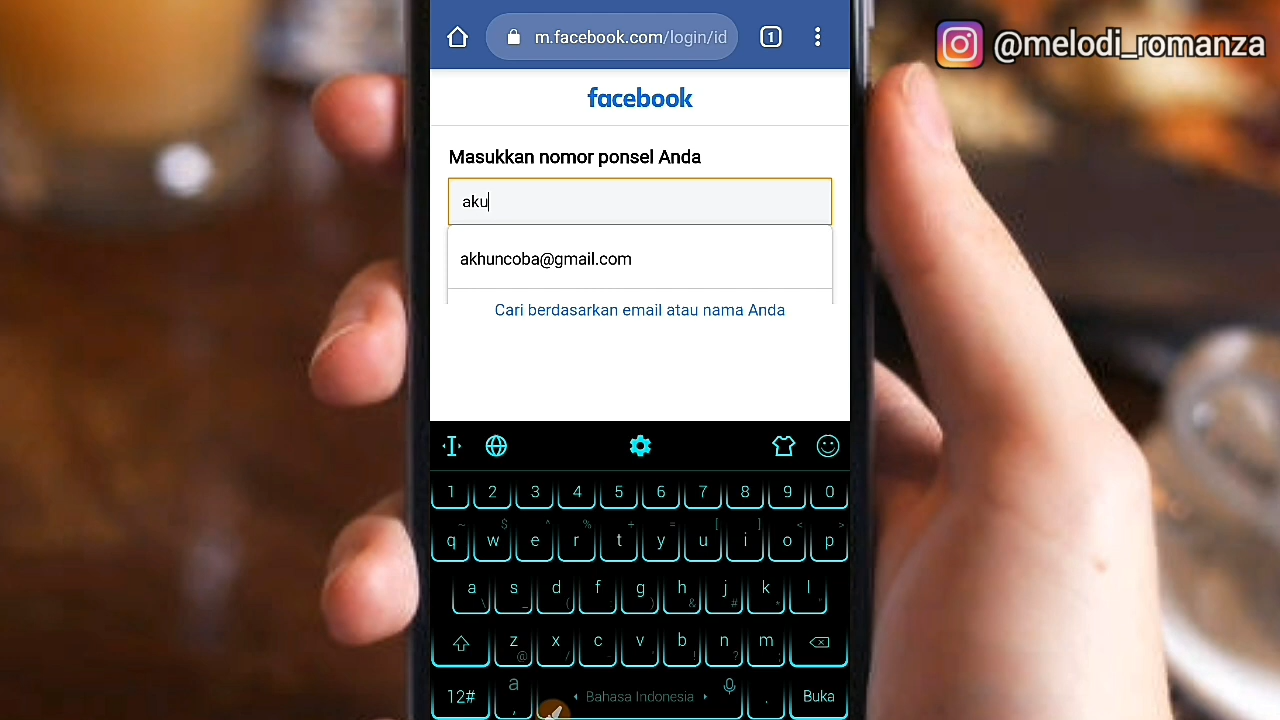 m.facebook.com/login/id
1
@melodi_romanza
facebook
Masukkan nomor ponsel Anda
aku
akhuncoba@gmail.com
Cari berdasarkan email atau nama Anda
1 2 3 4 5 6 7 8 9 0
q w e r t y u i o p
a s d f g h j k l
z x c v b n m
12# a , Bahasa Indonesia . Buka